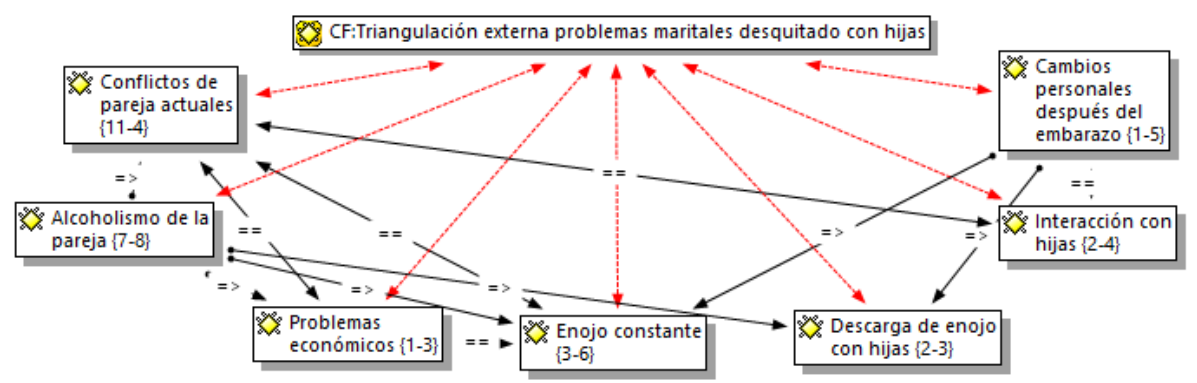 CF:Triangulación externa problemas maritales desquitado con hijas
Conflictos de
pareja actuales
{11-4}
Cambios
personales
después del
embarazo {1-5}
=>
==
==
Alcoholismo de la
pareja {7-8}
==
==
=>
=>
Interacción con
hijas {2-4}
=>
=>
=>
Problemas
económicos {1-3}
==
Enojo constante
{3-6}
Descarga de enojo
con hijas {2-3}